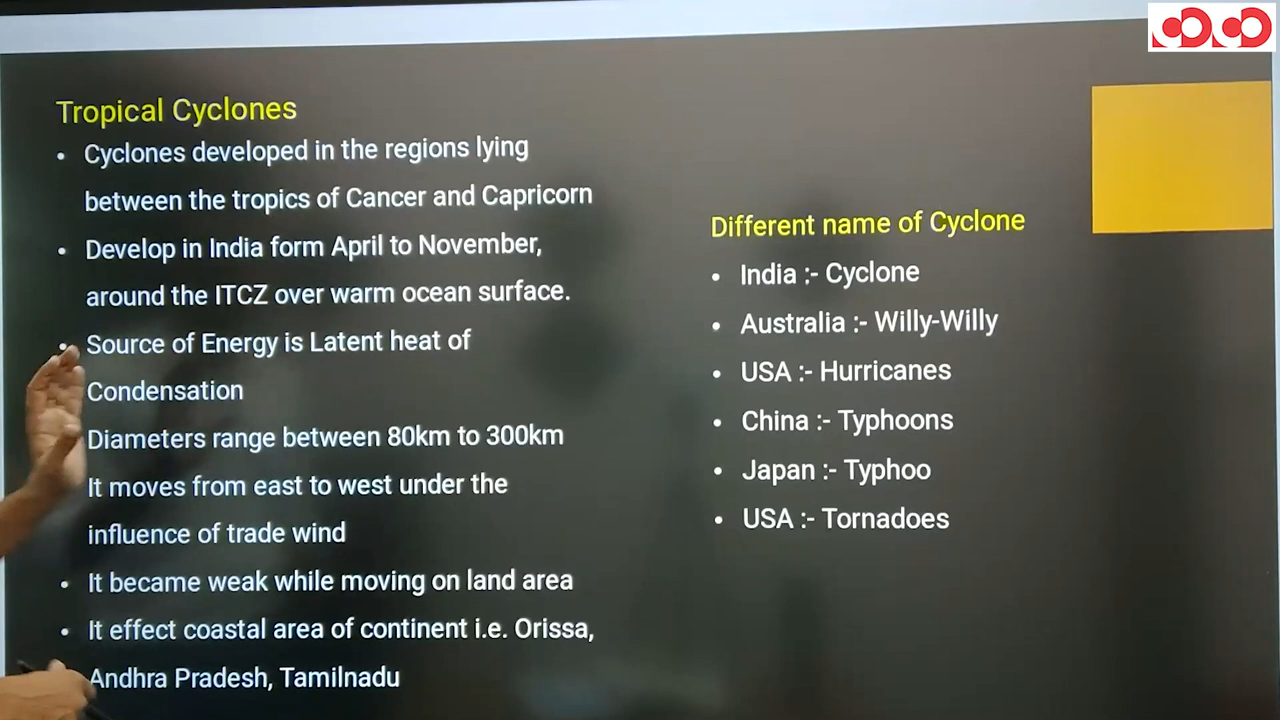 Tropical Cyclones
• Cyclones developed in the regions lying
between the tropics of Cancer and Capricorn
• Develop in India form April to November,
around the ITCZ over warm ocean surface.
• Source of Energy is Latent heat of
Condensation
Diameters range between 80km to 300km
It moves from east to west under the
influence of trade wind
• It became weak while moving on land area
• It effect coastal area of continent i.e. Orissa,
Andhra Pradesh, Tamilnadu
Different name of Cyclone
• India :- Cyclone
• Australia :- Willy-Willy
• USA :- Hurricanes
• China :- Typhoons
• Japan :- Typhoo
• USA :- Tornadoes